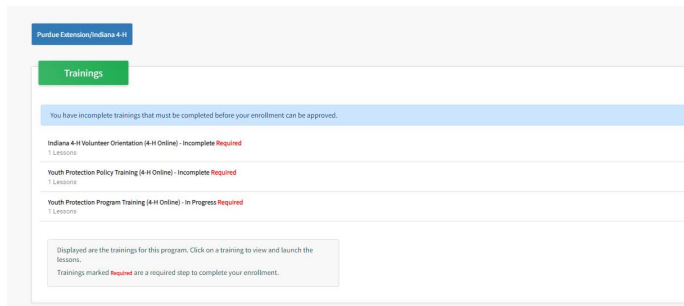 Purdue Extension/Indiana 4-H
Trainings
You have incomplete trainings that must be completed before your enrollment can be approved.
Indiana 4-H Volunteer Orientation (4-H Online) - Incomplete Required
1 Lessons
Youth Protection Policy Training (4-H Online) - Incomplete Required
1 Lessons
Youth Protection Program Training (4-H Online) - In Progress Required
1 Lessons
Displayed are the trainings for this program. Click on a training to view and launch the
lessons.
Trainings marked Required are a required step to complete your enrollment.